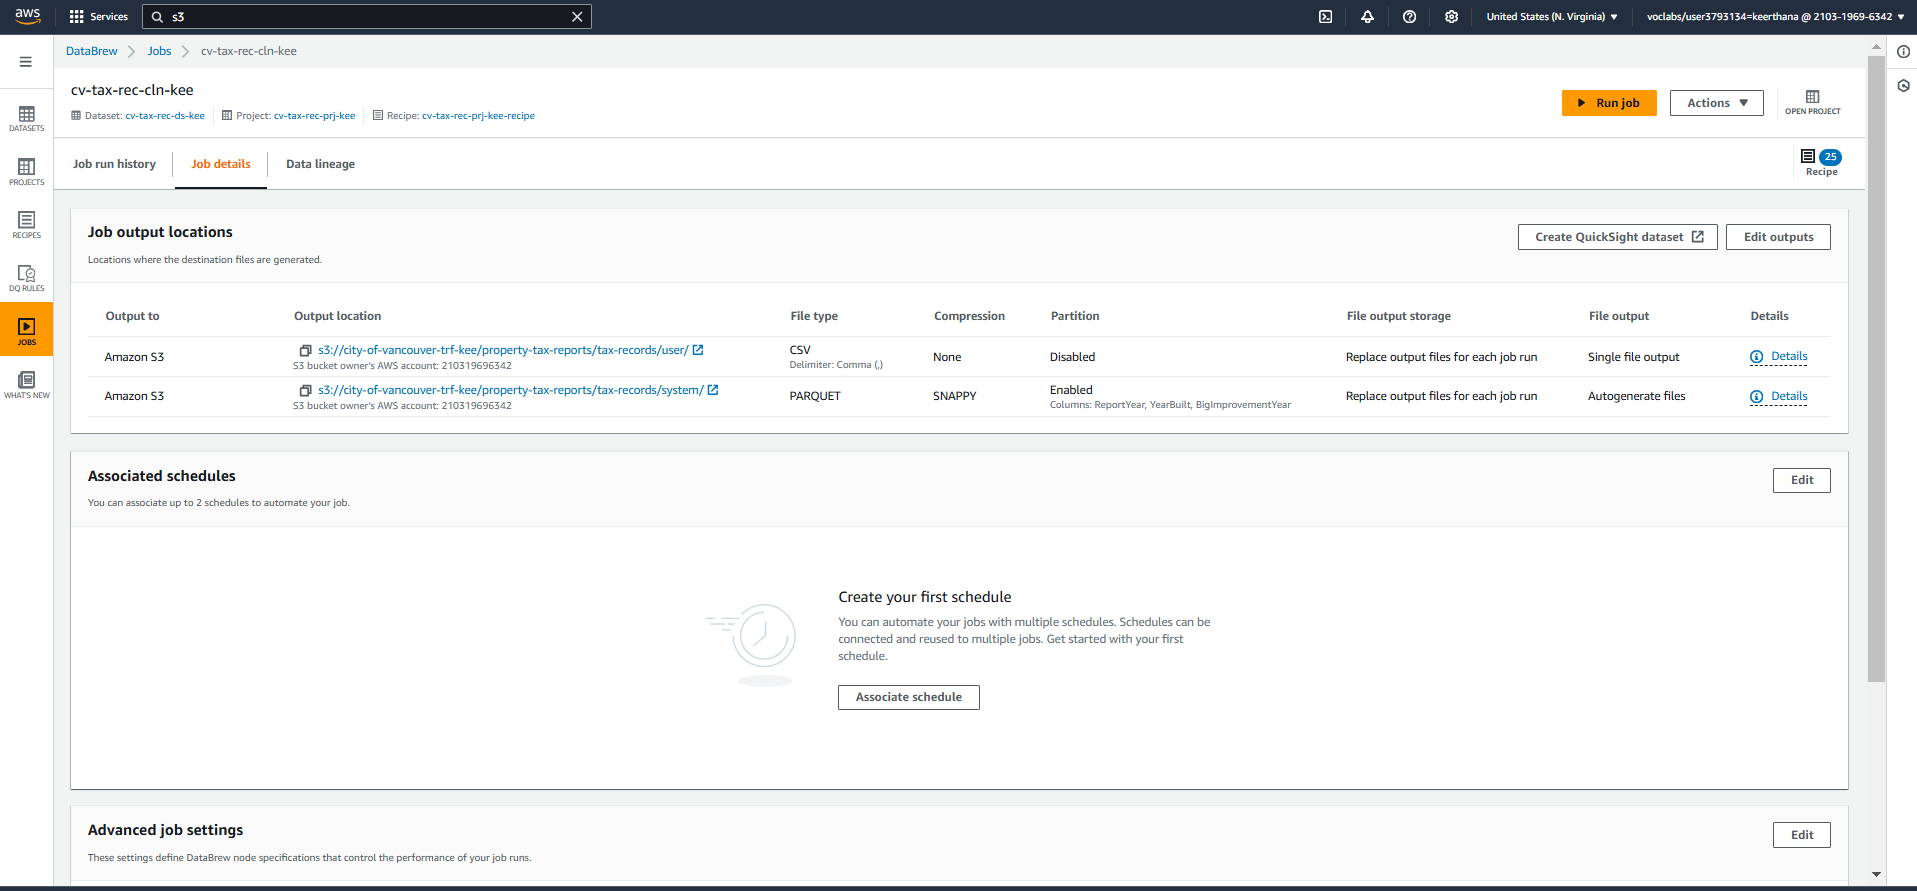 aws
Services
s3
United States (N. Virginia)
voclabs/user3793134=keerthana @ 2103-1969-6342
DataBrew
Jobs
cv-tax-rec-cln-kee
cv-tax-rec-cln-kee
Dataset: cv-tax-rec-ds-kee
Project: cv-tax-rec-prj-kee
Recipe: cv-tax-rec-prj-kee-recipe
Run job
Actions
OPEN PROJECT
DATASETS
PROJECTS
RECIPES
DQ RULES
JOBS
WHAT'S NEW
Job run history
Job details
Data lineage
25
Recipe
Job output locations
Locations where the destination files are generated.
Create QuickSight dataset
Edit outputs
Output to Output location File type Compression Partition File output storage File output Details
Amazon S3
s3://city-of-vancouver-trf-kee/property-tax-reports/tax-records/user/
S3 bucket owner's AWS account: 210319696342
CSV
Delimiter: Comma (,)
None
Disabled
Replace output files for each job run
Single file output
Details
Amazon S3
s3://city-of-vancouver-trf-kee/property-tax-reports/tax-records/system/
S3 bucket owner's AWS account: 210319696342
PARQUET
SNAPPY
Enabled
Columns: ReportYear, YearBuilt, BigImprovementYear
Replace output files for each job run
Autogenerate files
Details
Associated schedules
You can associate up to 2 schedules to automate your job.
Edit
Create your first schedule
You can automate your jobs with multiple schedules. Schedules can be
connected and reused to multiple jobs. Get started with your first
schedule.
Associate schedule
Advanced job settings
These settings define DataBrew node specifications that control the performance of your job runs.
Edit